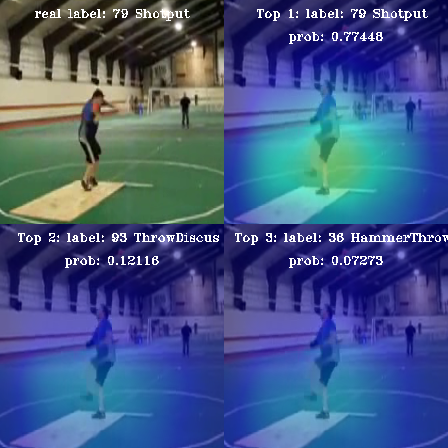 real label: 79 Shotput
Top 1: label: 79 Shotput
prob: 0.77448
Top 2: label: 93 ThrowDiscus
prob: 0.12116
Top 3: label: 36 HammerThrow
prob: 0.07273